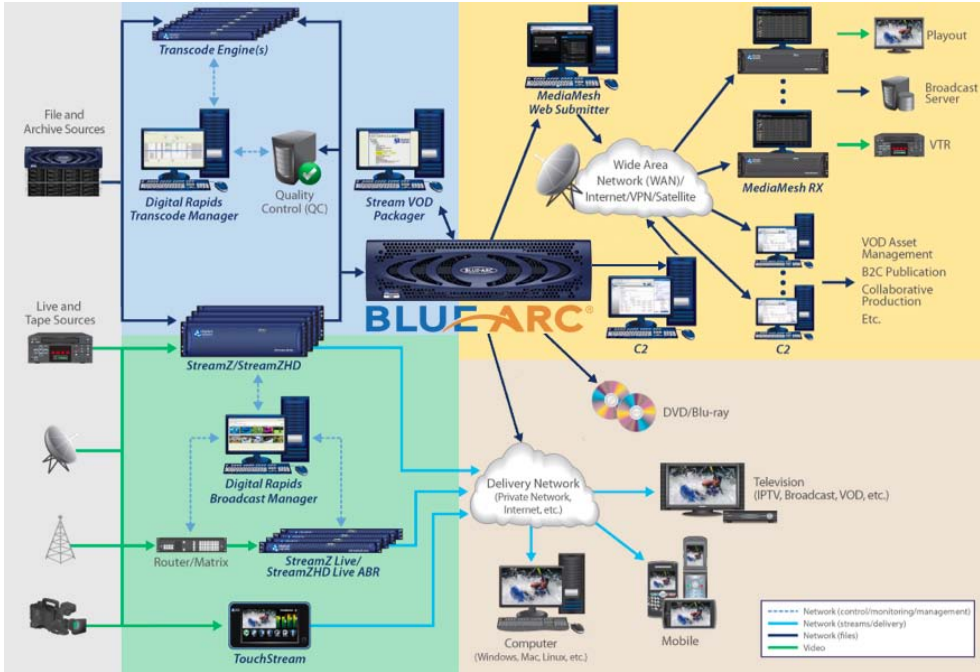 Transcode Engine(s)
File and
Archive Sources
Digital Rapids
Transcode Manager
Quality
Control (QC)
Stream VOD
Packager
MediaMesh
Web Submitter
Wide Area
Network (WAN)/
Internet/VPN/Satellite
Playout
Broadcast
Server
VTR
MediaMesh RX
VOD Asset
Management
B2C Publication
Collaborative
Production
Etc.
C2
C2
BLUE ARC
BLUE ARC®
Live and
Tape Sources
StreamZ/StreamZHD
Digital Rapids
Broadcast Manager
Router/Matrix
StreamZ Live/
StreamZHD Live ABR
TouchStream
DVD/Blu-ray
Delivery Network
(Private Network,
Internet, etc.)
Television
(IPTV, Broadcast, VOD, etc.)
Computer
(Windows, Mac, Linux, etc.)
Mobile
Network (control/monitoring/management)
Network (streams/delivery)
Network (files)
Video